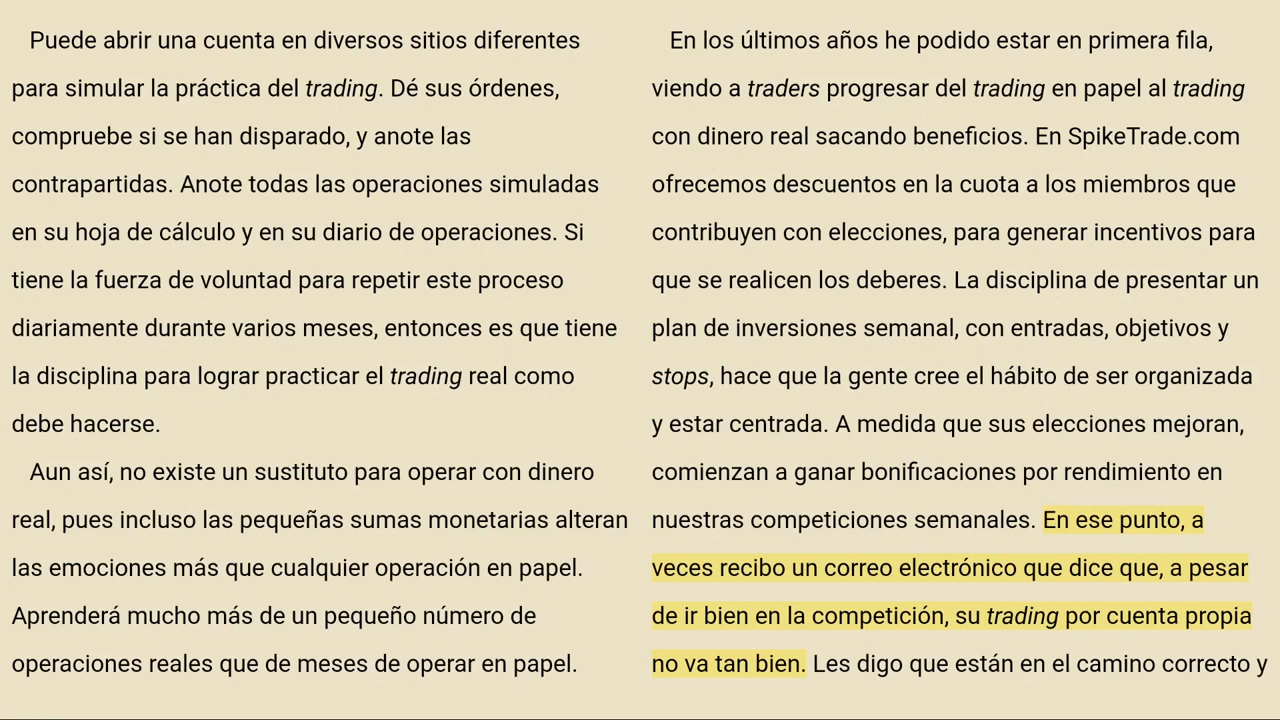 Puede abrir una cuenta en diversos sitios diferentes
para simular la práctica del trading. Dé sus órdenes,
compruebe si se han disparado, y anote las
contrapartidas. Anote todas las operaciones simuladas
en su hoja de cálculo y en su diario de operaciones. Si
tiene la fuerza de voluntad para repetir este proceso
diariamente durante varios meses, entonces es que tiene
la disciplina para lograr practicar el trading real como
debe hacerse.
Aun así, no existe un sustituto para operar con dinero
real, pues incluso las pequeñas sumas monetarias alteran
las emociones más que cualquier operación en papel.
Aprenderá mucho más de un pequeño número de
operaciones reales que de meses de operar en papel.
En los últimos años he podido estar en primera fila,
viendo a traders progresar del trading en papel al trading
con dinero real sacando beneficios. En SpikeTrade.com
ofrecemos descuentos en la cuota a los miembros que
contribuyen con elecciones, para generar incentivos para
que se realicen los deberes. La disciplina de presentar un
plan de inversiones semanal, con entradas, objetivos y
stops, hace que la gente cree el hábito de ser organizada
y estar centrada. A medida que sus elecciones mejoran,
comienzan a ganar bonificaciones por rendimiento en
nuestras competiciones semanales. En ese punto, a
veces recibo un correo electrónico que dice que, a pesar
de ir bien en la competición, su trading por cuenta propia
no va tan bien. Les digo que están en el camino correcto y